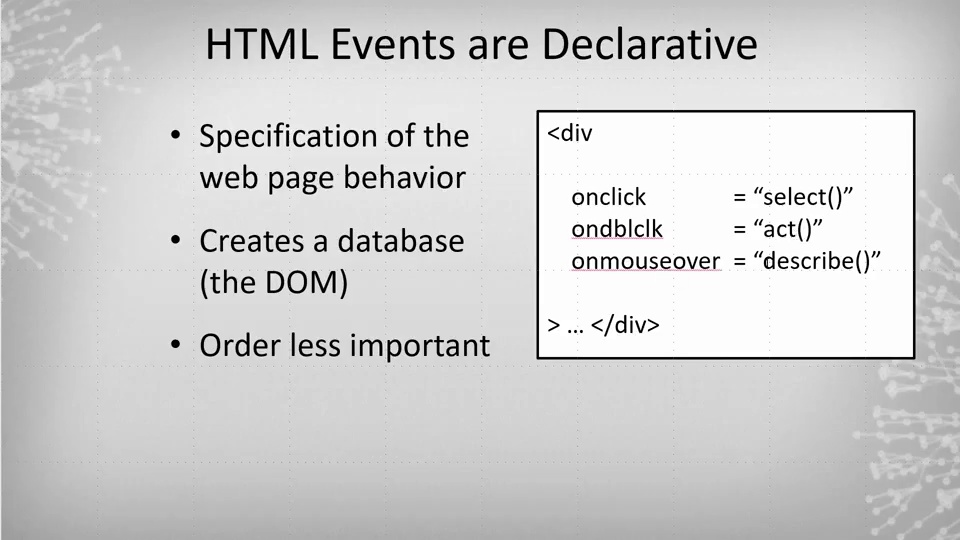 HTML Events are Declarative
• Specification of the
web page behavior
• Creates a database
(the DOM)
• Order less important
<div
onclick = “select()”
ondblclk = “act()”
onmouseover = “describe()”
> ... </div>